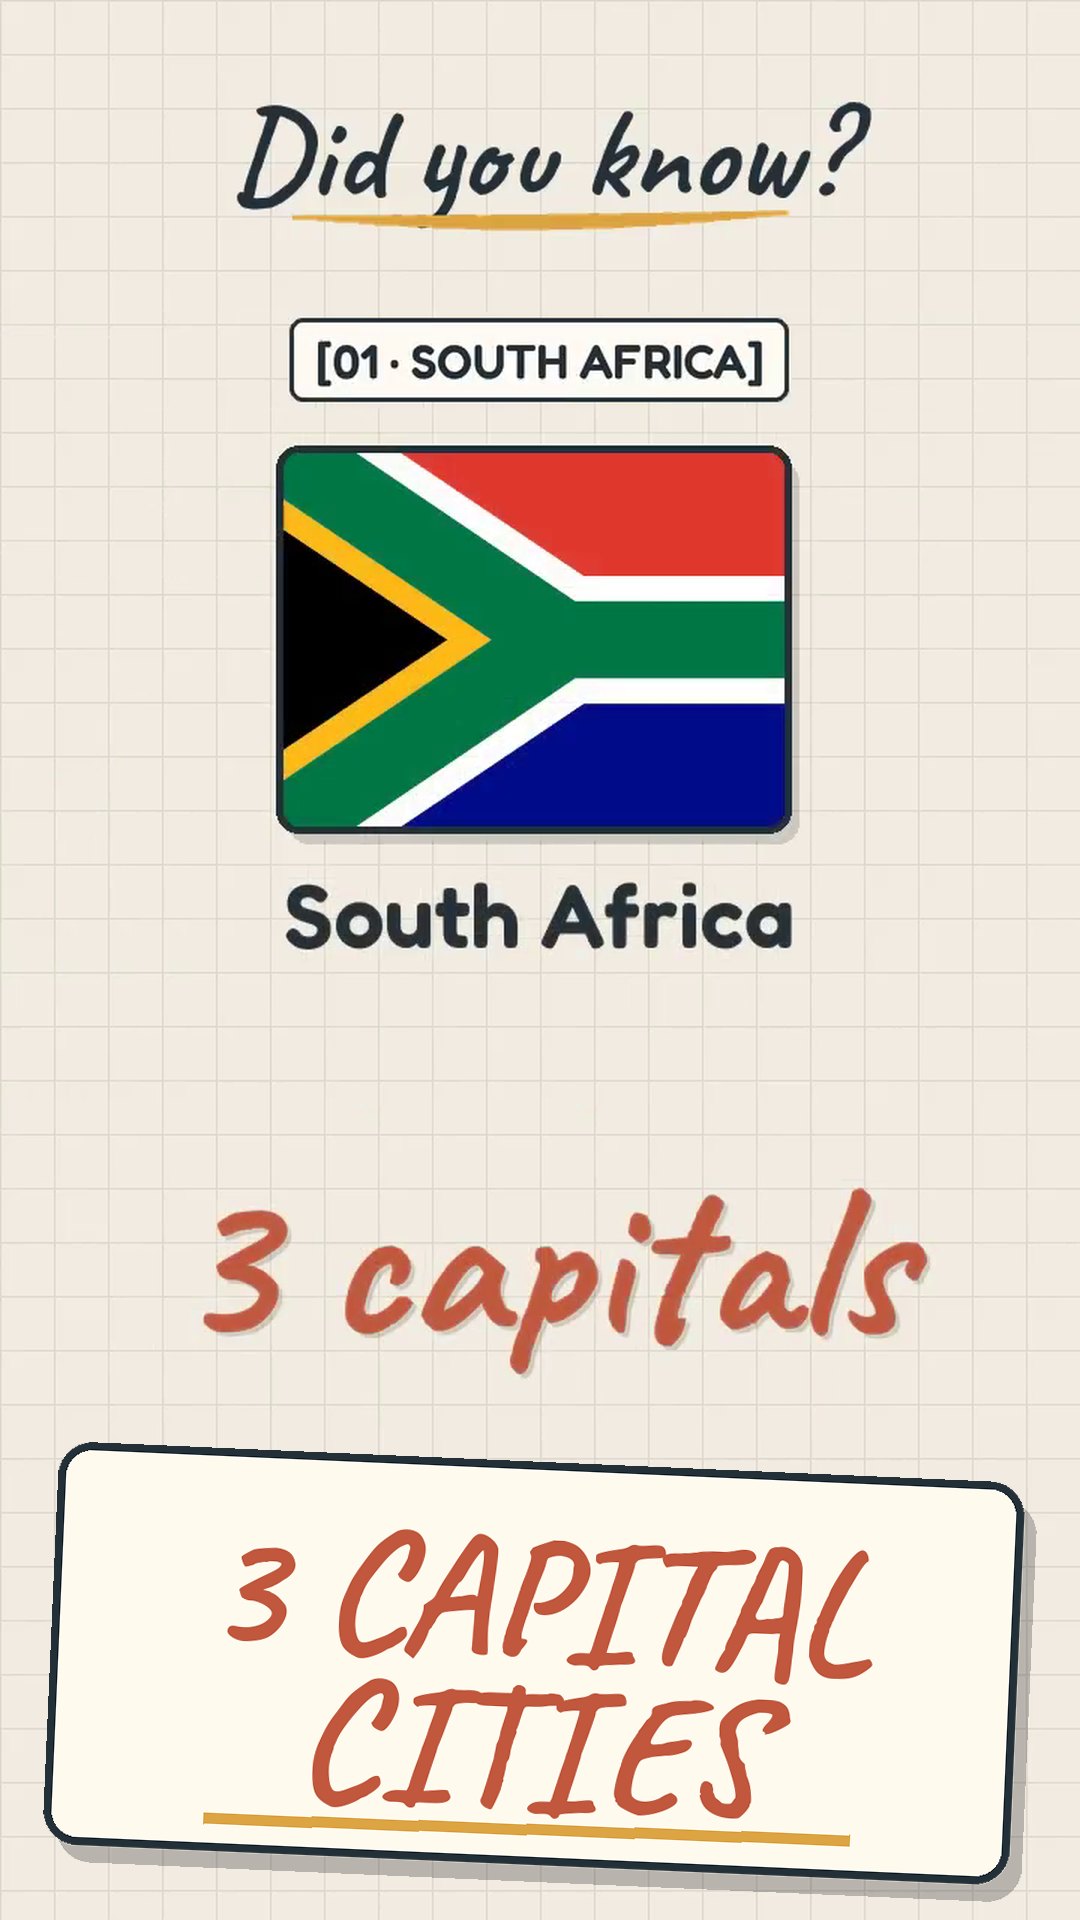 Did you know?
[01 · SOUTH AFRICA]
South Africa
3 capitals
3 CAPITAL
CITIES